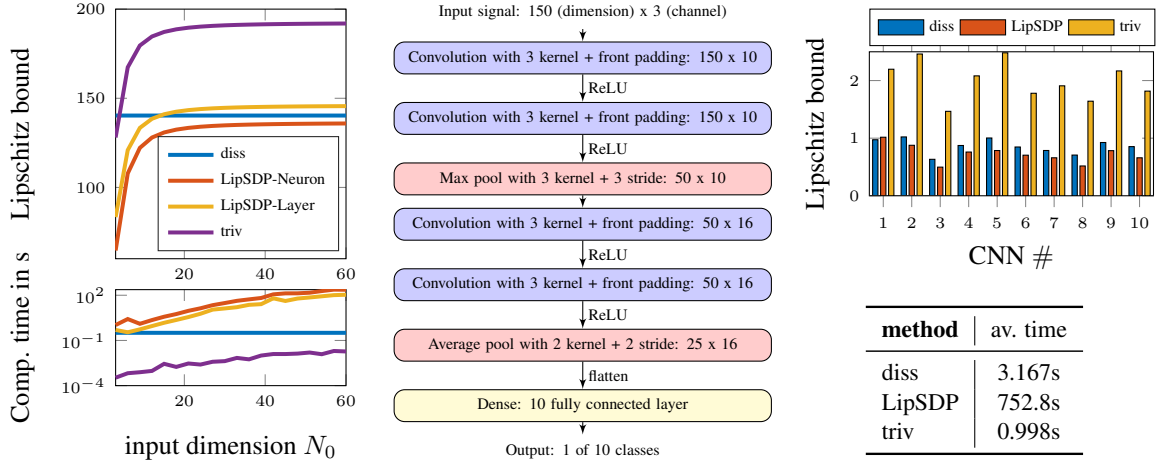 200
180
140
100
Lipschitz bound
diss
LipSDP-Neuron
LipSDP-Layer
triv
20
40
60
10²
10⁻¹
10⁻⁴
Comp. time in s
20
40
60
input dimension N₀
Input signal: 150 (dimension) x 3 (channel)
Convolution with 3 kernel + front padding: 150 x 10
ReLU
Convolution with 3 kernel + front padding: 150 x 10
ReLU
Max pool with 3 kernel + 3 stride: 50 x 10
Convolution with 3 kernel + front padding: 50 x 16
ReLU
Convolution with 3 kernel + front padding: 50 x 16
ReLU
Average pool with 2 kernel + 2 stride: 25 x 16
flatten
Dense: 10 fully connected layer
Output: 1 of 10 classes
diss LipSDP triv
2
1
0
Lipschitz bound
1 2 3 4 5 6 7 8 9 10
CNN #
method av. time
diss 3.167s
LipSDP 752.8s
triv 0.998s